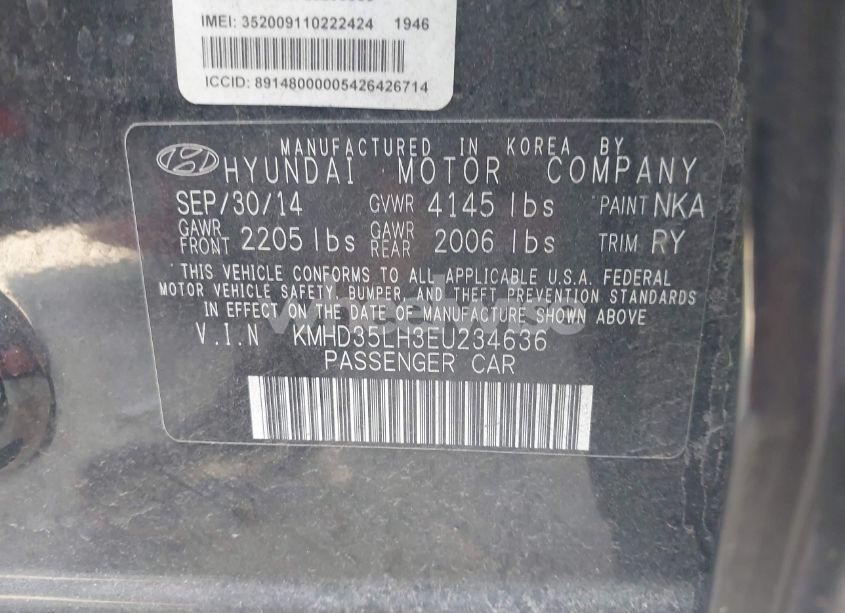 IMEI: 352009110222424 1946
ICCID: 89148000005426426714
MANUFACTURED IN KOREA BY
HYUNDAI MOTOR COMPANY
SEP/30/14 GVWR 4145 lbs PAINT NKA
GAWR FRONT 2205 lbs GAWR REAR 2006 lbs TRIM RY
THIS VEHICLE CONFORMS TO ALL APPLICABLE U.S.A. FEDERAL
MOTOR VEHICLE SAFETY, BUMPER, AND THEFT PREVENTION STANDARDS
IN EFFECT ON THE DATE OF MANUFACTURE SHOWN ABOVE
V.I.N KMHD35LH3EU234636
PASSENGER CAR